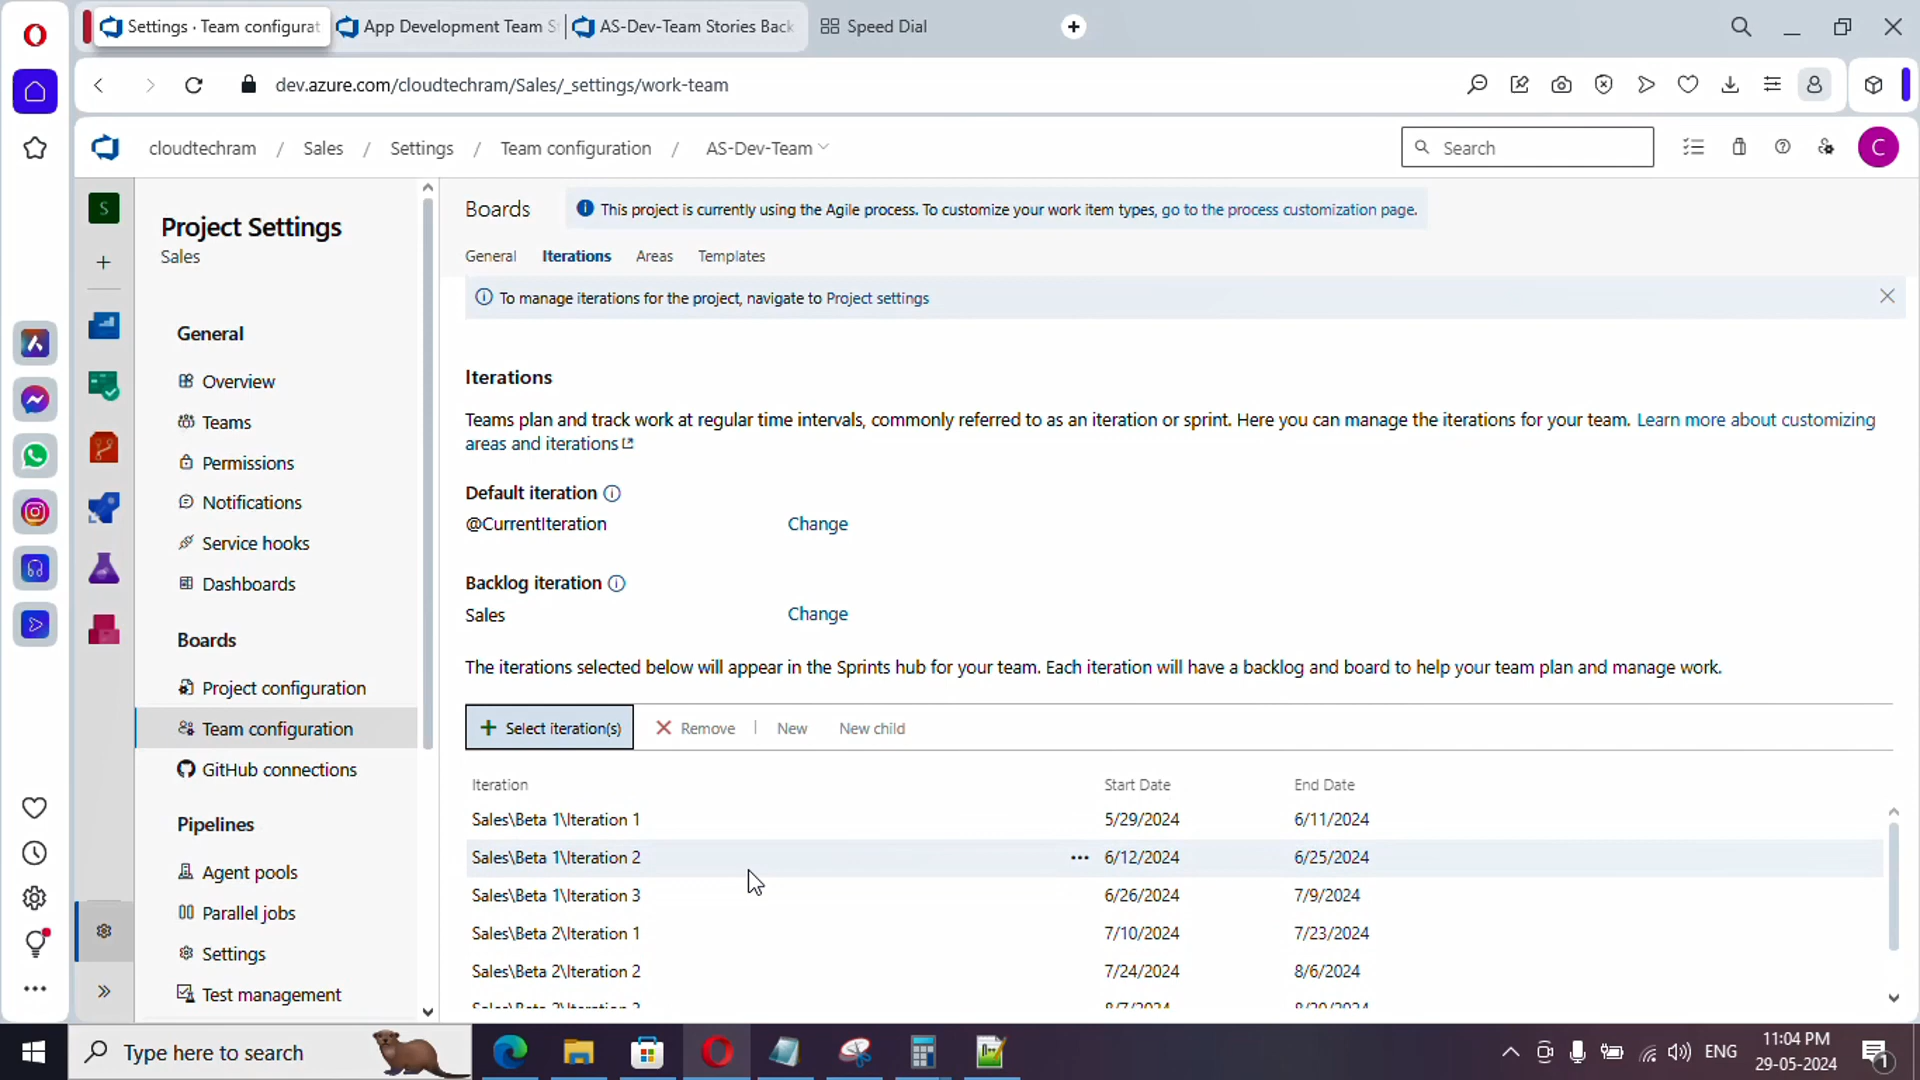 Settings · Team configurat
App Development Team S
AS-Dev-Team Stories Back
Speed Dial
dev.azure.com/cloudtechram/Sales/_settings/work-team
cloudtechram / Sales / Settings / Team configuration / AS-Dev-Team
Search
C
S
Project Settings
Sales
General
Overview
Teams
Permissions
Notifications
Service hooks
Dashboards
Boards
Project configuration
Team configuration
GitHub connections
Pipelines
Agent pools
Parallel jobs
Settings
Test management
Boards
This project is currently using the Agile process. To customize your work item types, go to the process customization page.
General Iterations Areas Templates
To manage iterations for the project, navigate to Project settings
Iterations
Teams plan and track work at regular time intervals, commonly referred to as an iteration or sprint. Here you can manage the iterations for your team. Learn more about customizing
areas and iterations
Default iteration
@CurrentIteration Change
Backlog iteration
Sales Change
The iterations selected below will appear in the Sprints hub for your team. Each iteration will have a backlog and board to help your team plan and manage work.
+ Select iteration(s) Remove New New child
Iteration Start Date End Date
Sales\Beta 1\Iteration 1 5/29/2024 6/11/2024
Sales\Beta 1\Iteration 2 6/12/2024 6/25/2024
Sales\Beta 1\Iteration 3 6/26/2024 7/9/2024
Sales\Beta 2\Iteration 1 7/10/2024 7/23/2024
Sales\Beta 2\Iteration 2 7/24/2024 8/6/2024
Type here to search
ENG
11:04 PM
29-05-2024
1